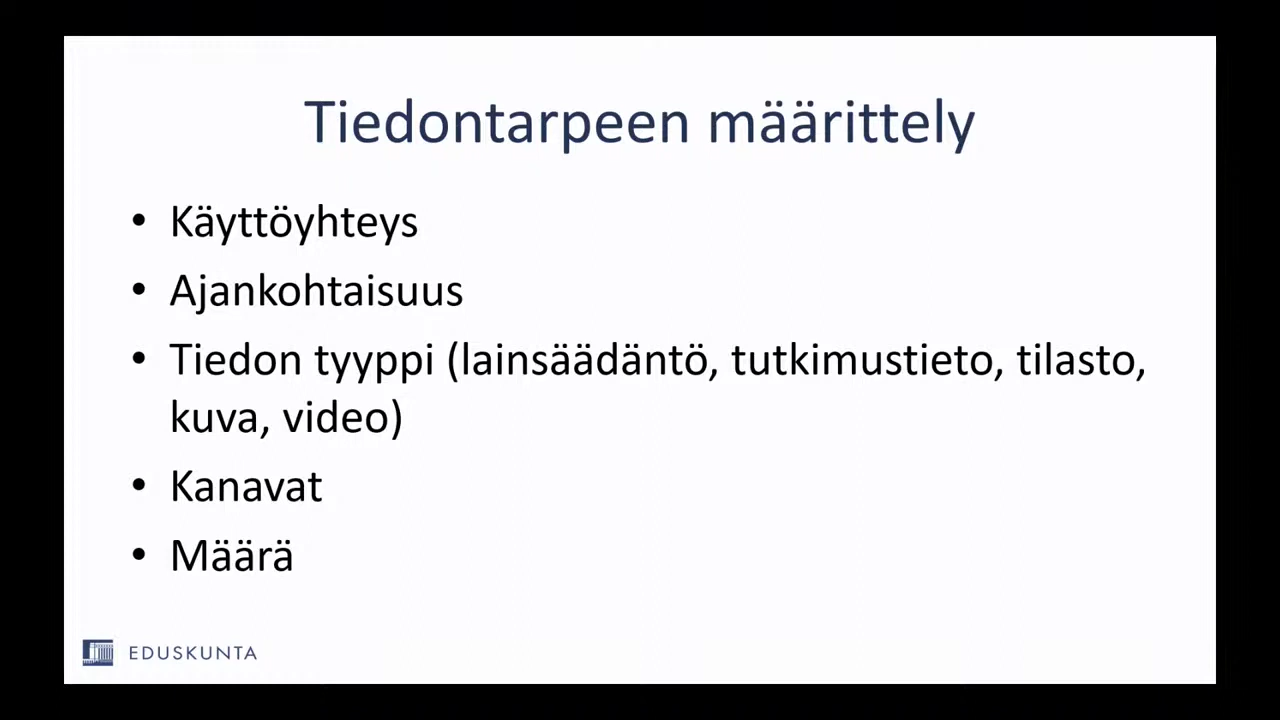 Tiedontarpeen määrittely
• Käyttöyhteys
• Ajankohtaisuus
• Tiedon tyyppi (lainsäädäntö, tutkimustieto, tilasto,
kuva, video)
• Kanavat
• Määrä
EDUSKUNTA